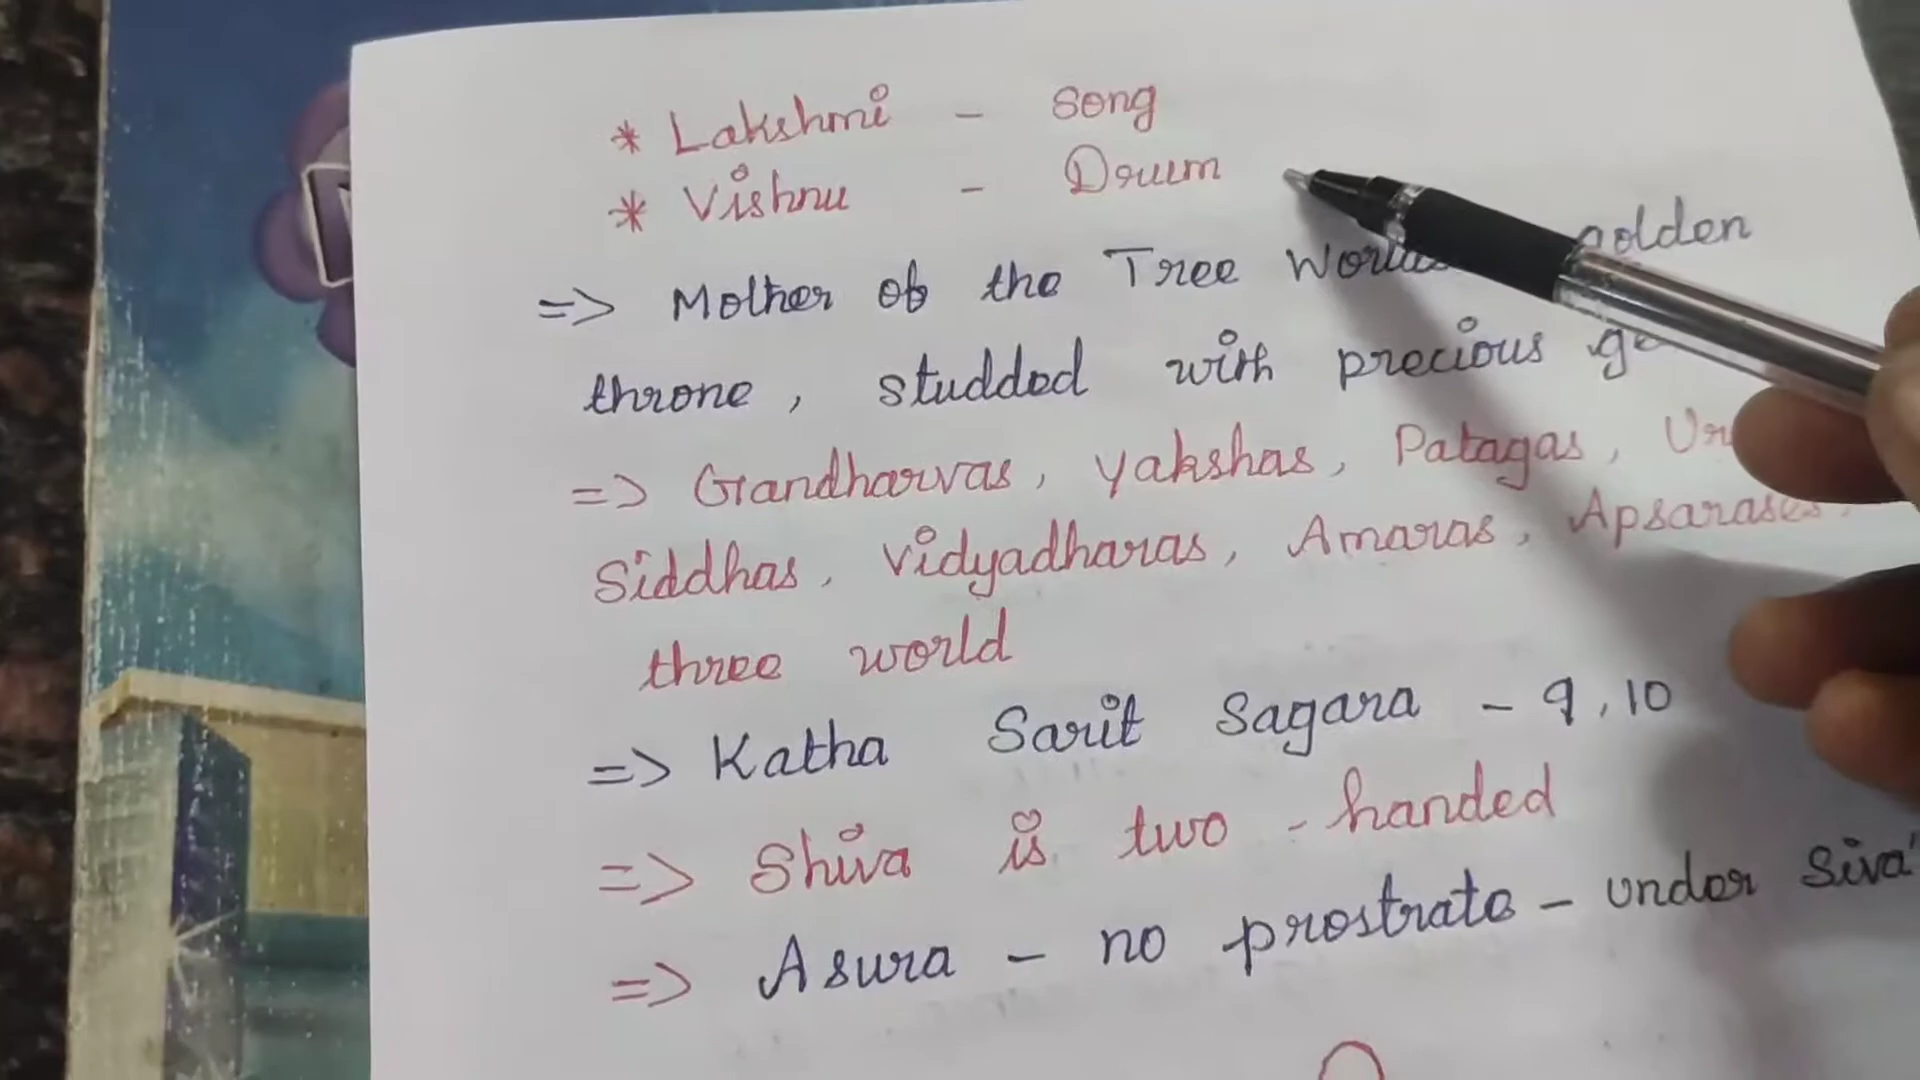 * Lakshmi - Song
* Vishnu - Drum
=> Mother of the Tree golden
throne, studded with precious
=> Gandharvas, Yakshas, Patagas,
Siddhas, Vidyadharas, Amaras, Apsarases,
three world
=> Katha Sarit Sagara - 9, 10
=> Shiva is two - handed
=> Asura - no prostrate - under Siva'